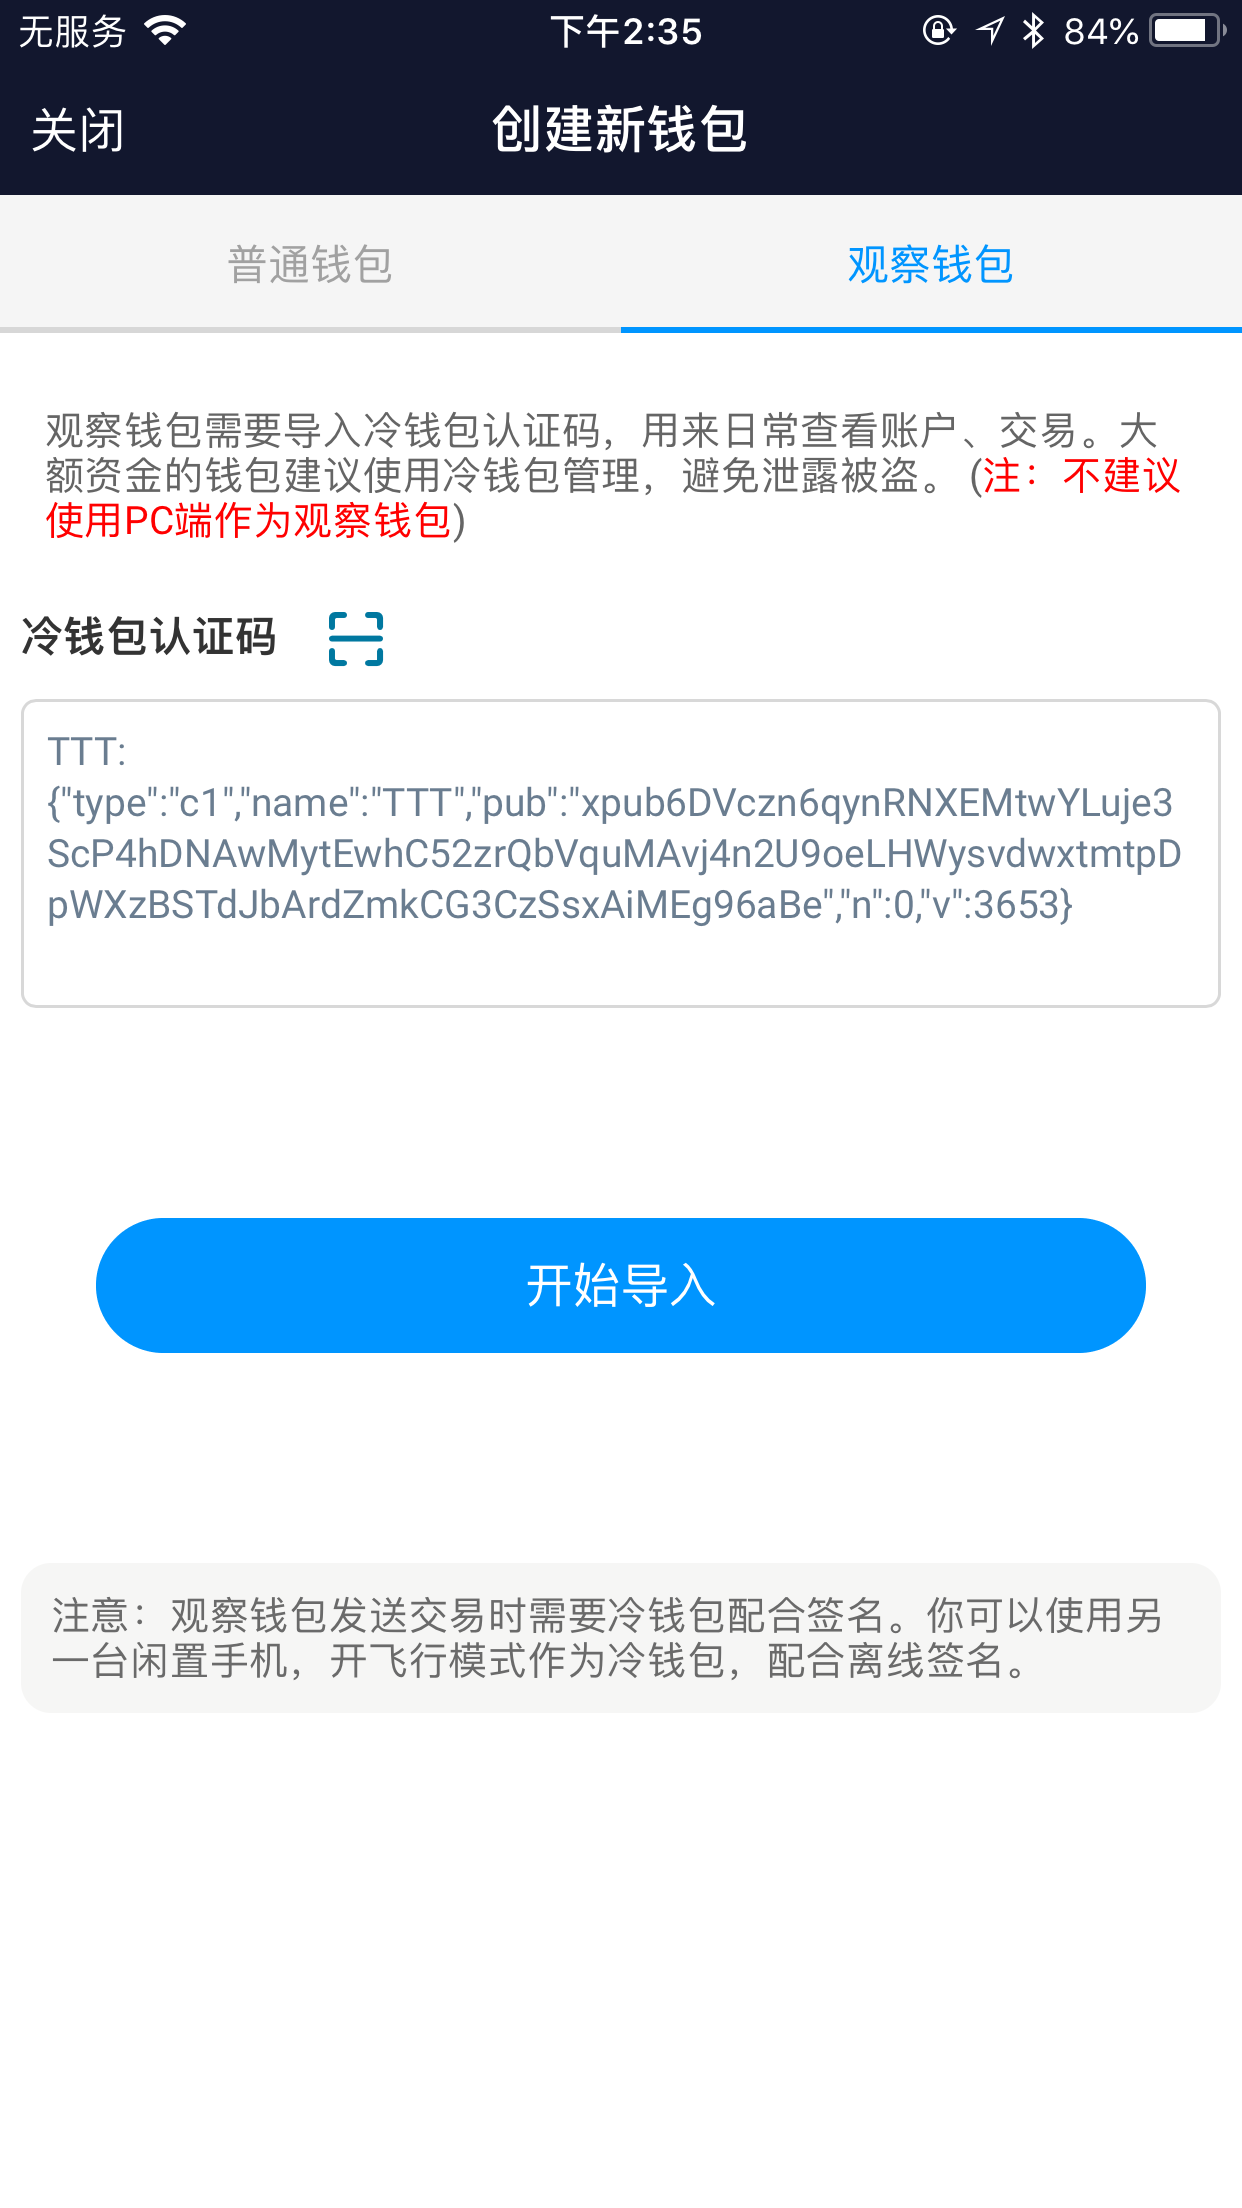 无服务 下午2:35 84%
关闭 创建新钱包
普通钱包 观察钱包
观察钱包需要导入冷钱包认证码，用来日常查看账户、交易。大
额资金的钱包建议使用冷钱包管理，避免泄露被盗。(注：不建议
使用PC端作为观察钱包)
冷钱包认证码
TTT:
{"type":"c1","name":"TTT","pub":"xpub6DVczn6qynRNXEMtwYLuje3
ScP4hDNAwMytEwhC52zrQbVquMAvj4n2U9oeLHWysvdwxtmtpD
pWXzBSTdJbArdZmkCG3CzSsxAiMEg96aBe","n":0,"v":3653}
开始导入
注意：观察钱包发送交易时需要冷钱包配合签名。你可以使用另
一台闲置手机，开飞行模式作为冷钱包，配合离线签名。